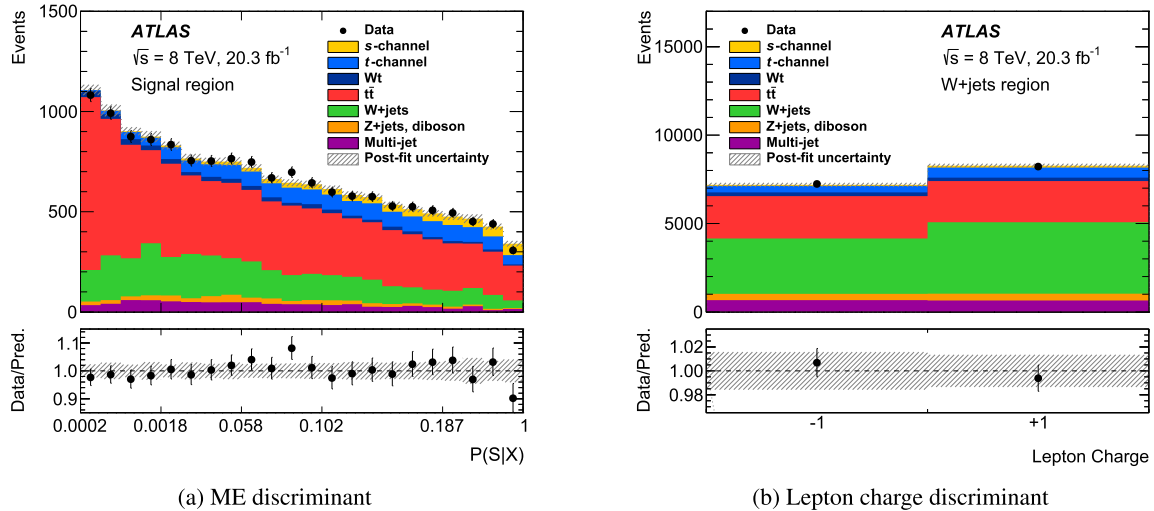 Events
1500
1000
500
0
ATLAS
√s = 8 TeV, 20.3 fb-1
Signal region
Data
s-channel
t-channel
Wt
tt̄
W+jets
Z+jets, diboson
Multi-jet
Post-fit uncertainty
Data/Pred.
1.1
1.0
0.9
0.0002 0.0018 0.058 0.102 0.187 1
P(S|X)
(a) ME discriminant
Events
15000
10000
5000
0
Data
s-channel
t-channel
Wt
tt̄
W+jets
Z+jets, diboson
Multi-jet
Post-fit uncertainty
ATLAS
√s = 8 TeV, 20.3 fb-1
W+jets region
Data/Pred.
1.02
1.00
0.98
-1 +1
Lepton Charge
(b) Lepton charge discriminant